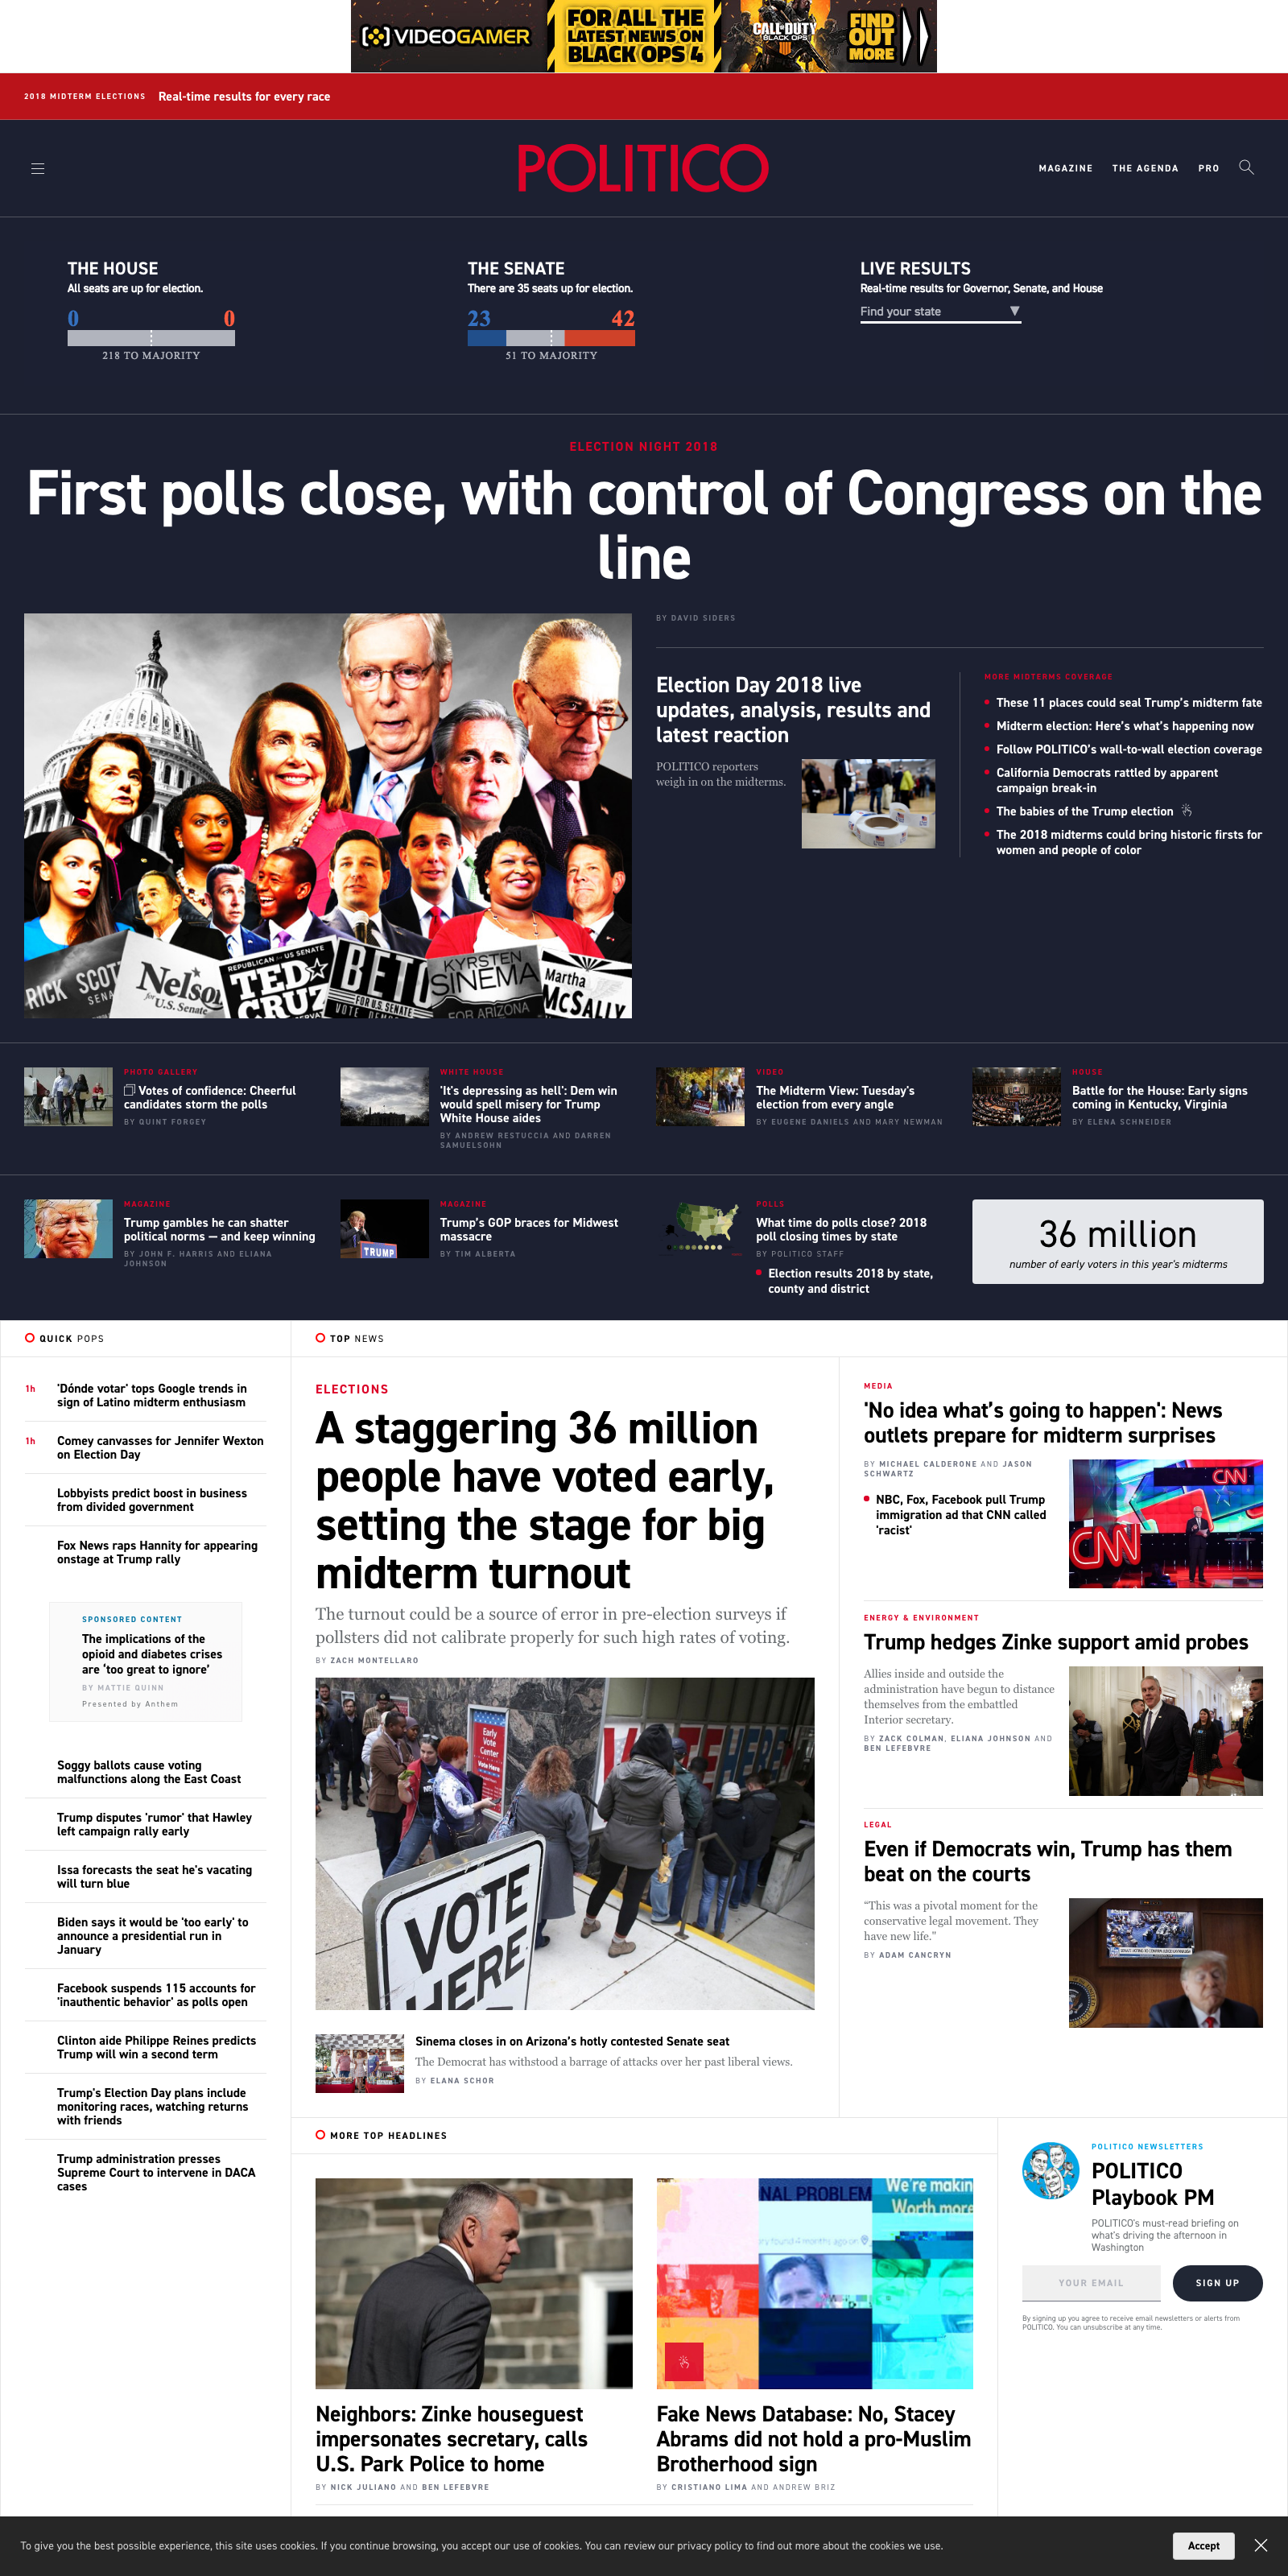 VIDEOGAMER
FOR ALL THE
LATEST NEWS ON
BLACK OPS 4
CALL OF DUTY
BLACK OPS
FIND
OUT
MORE
2018 MIDTERM ELECTIONS Real-time results for every race
POLITICO
MAGAZINE THE AGENDA PRO
THE HOUSE
All seats are up for election.
0 0
218 TO MAJORITY
THE SENATE
There are 35 seats up for election.
23 42
51 TO MAJORITY
LIVE RESULTS
Real-time results for Governor, Senate, and House
Find your state
ELECTION NIGHT 2018
First polls close, with control of Congress on the
line
RICK SCOTT
SENA
Nelson
for U.S. Senate
REPUBLICAN for US SENATE
TED
CRUZ
BETO
FOR U.S. SENATE
VOTE DEMO
KYRSTEN
SINEMA
FOR ARIZONA
Martha
McSALLY
BY DAVID SIDERS
Election Day 2018 live
updates, analysis, results and
latest reaction
POLITICO reporters
weigh in on the midterms.
MORE MIDTERMS COVERAGE
These 11 places could seal Trump’s midterm fate
Midterm election: Here’s what’s happening now
Follow POLITICO’s wall-to-wall election coverage
California Democrats rattled by apparent
campaign break-in
The babies of the Trump election
The 2018 midterms could bring historic firsts for
women and people of color
PHOTO GALLERY
Votes of confidence: Cheerful
candidates storm the polls
BY QUINT FORGEY
WHITE HOUSE
'It's depressing as hell': Dem win
would spell misery for Trump
White House aides
BY ANDREW RESTUCCIA AND DARREN
SAMUELSOHN
VIDEO
The Midterm View: Tuesday's
election from every angle
BY EUGENE DANIELS AND MARY NEWMAN
HOUSE
Battle for the House: Early signs
coming in Kentucky, Virginia
BY ELENA SCHNEIDER
MAGAZINE
Trump gambles he can shatter
political norms — and keep winning
BY JOHN F. HARRIS AND ELIANA
JOHNSON
TRUMP
MAGAZINE
Trump’s GOP braces for Midwest
massacre
BY TIM ALBERTA
POLLS
What time do polls close? 2018
poll closing times by state
BY POLITICO STAFF
Election results 2018 by state,
county and district
36 million
number of early voters in this year's midterms
QUICK POPS
1h 'Dónde votar' tops Google trends in
sign of Latino midterm enthusiasm
1h Comey canvasses for Jennifer Wexton
on Election Day
Lobbyists predict boost in business
from divided government
Fox News raps Hannity for appearing
onstage at Trump rally
SPONSORED CONTENT
The implications of the
opioid and diabetes crises
are ‘too great to ignore’
BY MATTIE QUINN
Presented by Anthem
Soggy ballots cause voting
malfunctions along the East Coast
Trump disputes 'rumor' that Hawley
left campaign rally early
Issa forecasts the seat he's vacating
will turn blue
Biden says it would be 'too early' to
announce a presidential run in
January
Facebook suspends 115 accounts for
'inauthentic behavior' as polls open
Clinton aide Philippe Reines predicts
Trump will win a second term
Trump's Election Day plans include
monitoring races, watching returns
with friends
Trump administration presses
Supreme Court to intervene in DACA
cases
TOP NEWS
ELECTIONS
A staggering 36 million
people have voted early,
setting the stage for big
midterm turnout
The turnout could be a source of error in pre-election surveys if
pollsters did not calibrate properly for such high rates of voting.
BY ZACH MONTELLARO
Early
Vote
Center
Vote Here
VOTE HERE
VOTE
HERE
Sinema closes in on Arizona’s hotly contested Senate seat
The Democrat has withstood a barrage of attacks over her past liberal views.
BY ELANA SCHOR
MEDIA
'No idea what’s going to happen': News
outlets prepare for midterm surprises
BY MICHAEL CALDERONE AND JASON
SCHWARTZ
NBC, Fox, Facebook pull Trump
immigration ad that CNN called
'racist'
CNN
CNN
ENERGY & ENVIRONMENT
Trump hedges Zinke support amid probes
Allies inside and outside the
administration have begun to distance
themselves from the embattled
Interior secretary.
BY ZACK COLMAN, ELIANA JOHNSON AND
BEN LEFEBVRE
LEGAL
Even if Democrats win, Trump has them
beat on the courts
“This was a pivotal moment for the
conservative legal movement. They
have new life.”
BY ADAM CANCRYN
MORE TOP HEADLINES
Neighbors: Zinke houseguest
impersonates secretary, calls
U.S. Park Police to home
BY NICK JULIANO AND BEN LEFEBVRE
NAL PROBLEM
We're makin
Worth more
Fake News Database: No, Stacey
Abrams did not hold a pro-Muslim
Brotherhood sign
BY CRISTIANO LIMA AND ANDREW BRIZ
POLITICO NEWSLETTERS
POLITICO
Playbook PM
POLITICO's must-read briefing on
what's driving the afternoon in
Washington
YOUR EMAIL
SIGN UP
By signing up you agree to receive email newsletters or alerts from
POLITICO. You can unsubscribe at any time.
To give you the best possible experience, this site uses cookies. If you continue browsing, you accept our use of cookies. You can review our privacy policy to find out more about the cookies we use.
Accept